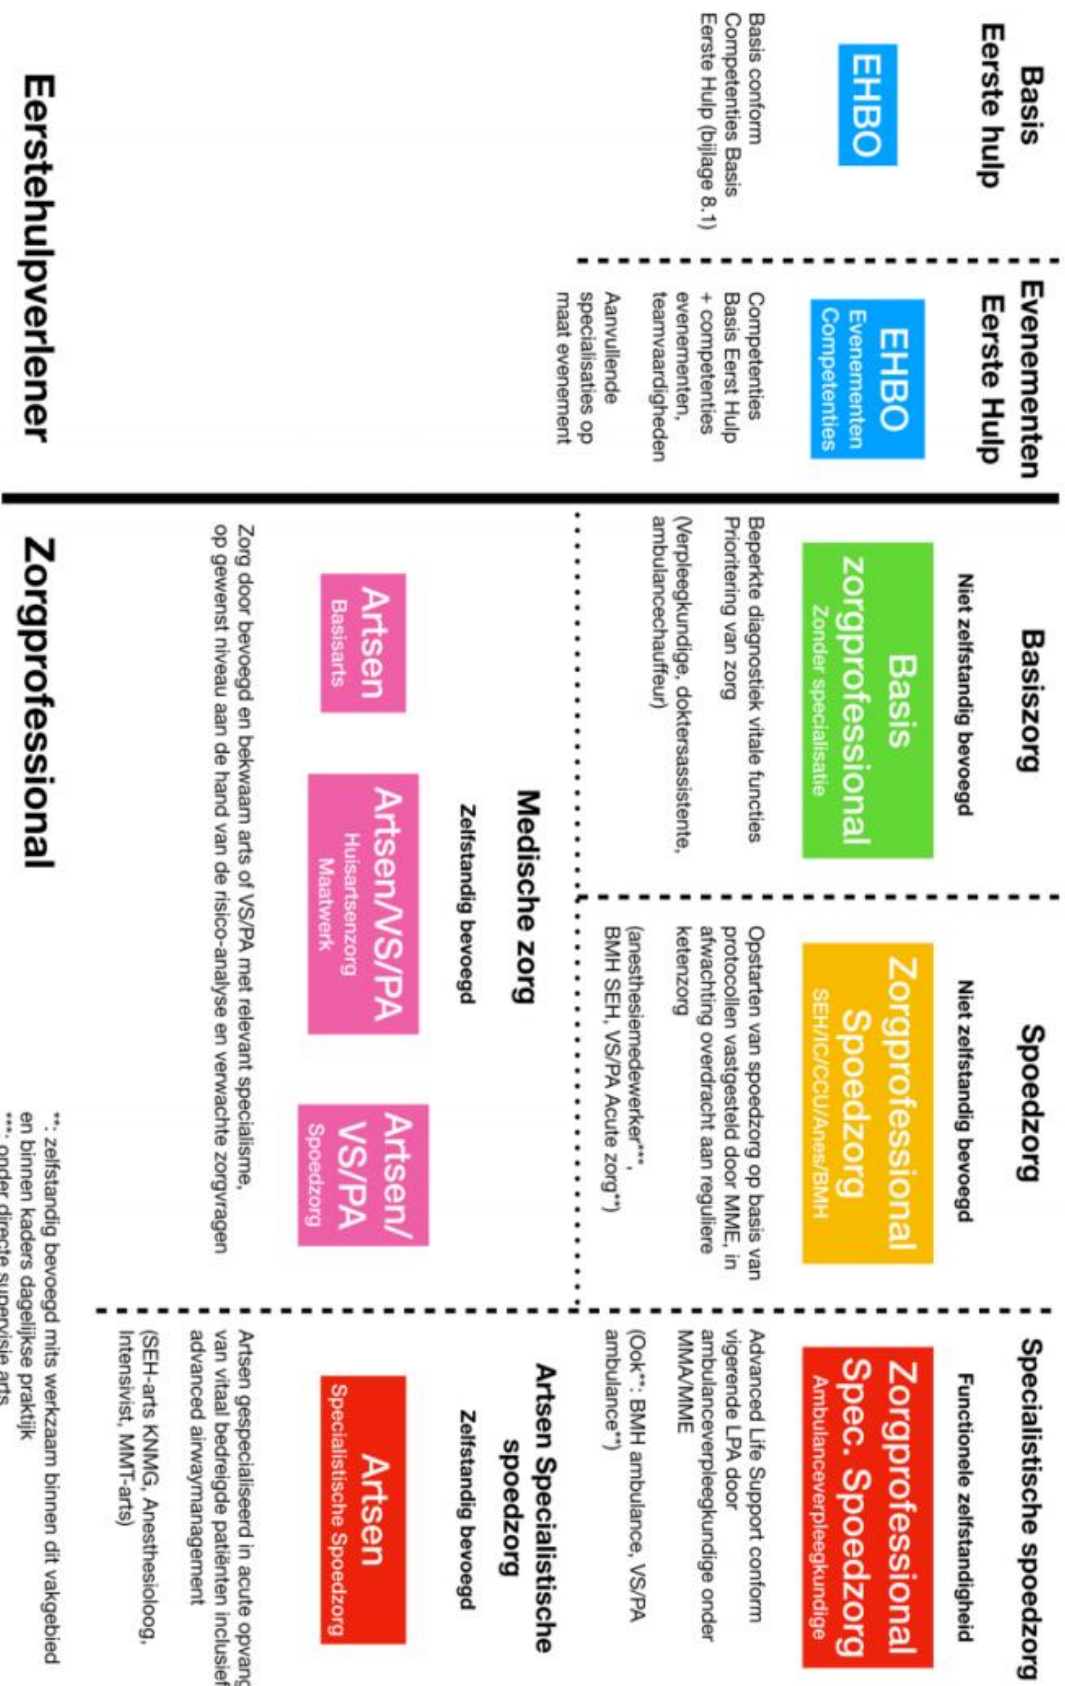 Basis
Eerste hulp
EHBO
Basis conform
Competenties Basis
Eerste Hulp (bijlage 8.1)
Evenementen
Eerste Hulp
EHBO
Evenementen
Competenties
Competenties
Basis Eerst Hulp
+ competenties
evenementen,
teamvaardigheden
Aanvullende
specialisaties op
maat evenement
Eerstehulpverlener
Basiszorg
Niet zelfstandig bevoegd
Basis
zorgprofessional
Zonder specialisatie
Beperkte diagnostiek vitale functies
Prioritering van zorg
(Verpleegkundige, doktersassistente,
ambulancechauffeur)
Spoedzorg
Niet zelfstandig bevoegd
Zorgprofessional
Spoedzorg
SEH/IC/CCU/Anes/BMH
Opstarten van spoedzorg op basis van
protocollen vastgesteld door MME, in
afwachting overdracht aan reguliere
ketenzorg
(anesthesiemedewerker***,
BMH SEH, VS/PA Acute zorg**)
Specialistische spoedzorg
Functionele zelfstandigheid
Zorgprofessional
Spec. Spoedzorg
Ambulanceverpleegkundige
Advanced Life Support conform
vigerende LPA door
ambulanceverpleegkundige onder
MMA/MME
(Ook**: BMH ambulance, VS/PA
ambulance**)
Medische zorg
Zelfstandig bevoegd
Artsen
Basisarts
Artsen/VS/PA
Huisartsenzorg
Maatwerk
Artsen/
VS/PA
Spoedzorg
Zorg door bevoegd en bekwaam arts of VS/PA met relevant specialisme,
op gewenst niveau aan de hand van de risico-analyse en verwachte zorgvragen
Artsen Specialistische
spoedzorg
Zelfstandig bevoegd
Artsen
Specialistische Spoedzorg
Artsen gespecialiseerd in acute opvang
van vitaal bedreigde patiënten inclusief
advanced airwaymanagement
(SEH-arts KNMG, Anesthesioloog,
Intensivist, MMT-arts)
Zorgprofessional
**: zelfstandig bevoegd mits werkzaam binnen dit vakgebied
en binnen kaders dagelijkse praktijk
***: onder directe supervisie arts